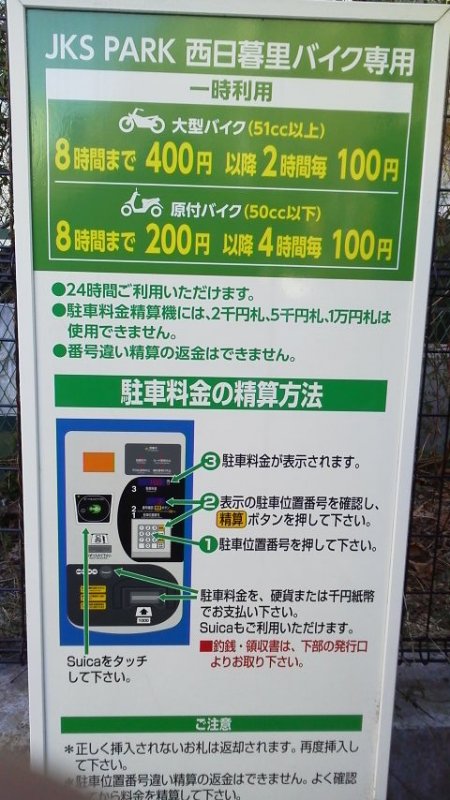 JKS PARK 西日暮里バイク専用
一時利用
大型バイク(51cc以上)
8時間まで 400円 以降 2時間毎 100円
原付バイク(50cc以下)
8時間まで 200円 以降 4時間毎 100円
●24時間ご利用いただけます。
●駐車料金精算機には、2千円札、5千円札、1万円札は
使用できません。
●番号違い精算の返金はできません。
駐車料金の精算方法
③ 駐車料金が表示されます。
② 表示の駐車位置番号を確認し、
精算 ボタンを押して下さい。
① 駐車位置番号を押して下さい。
駐車料金を、硬貨または千円紙幣
でお支払い下さい。
Suicaもご利用いただけます。
■釣銭・領収書は、下部の発行口
よりお取り下さい。
Suicaをタッチ
して下さい。
ご注意
*正しく挿入されないお札は返却されます。再度挿入し
て下さい。
*駐車位置番号違い精算の返金はできません。よく確認
てから料金を精算して下さい。